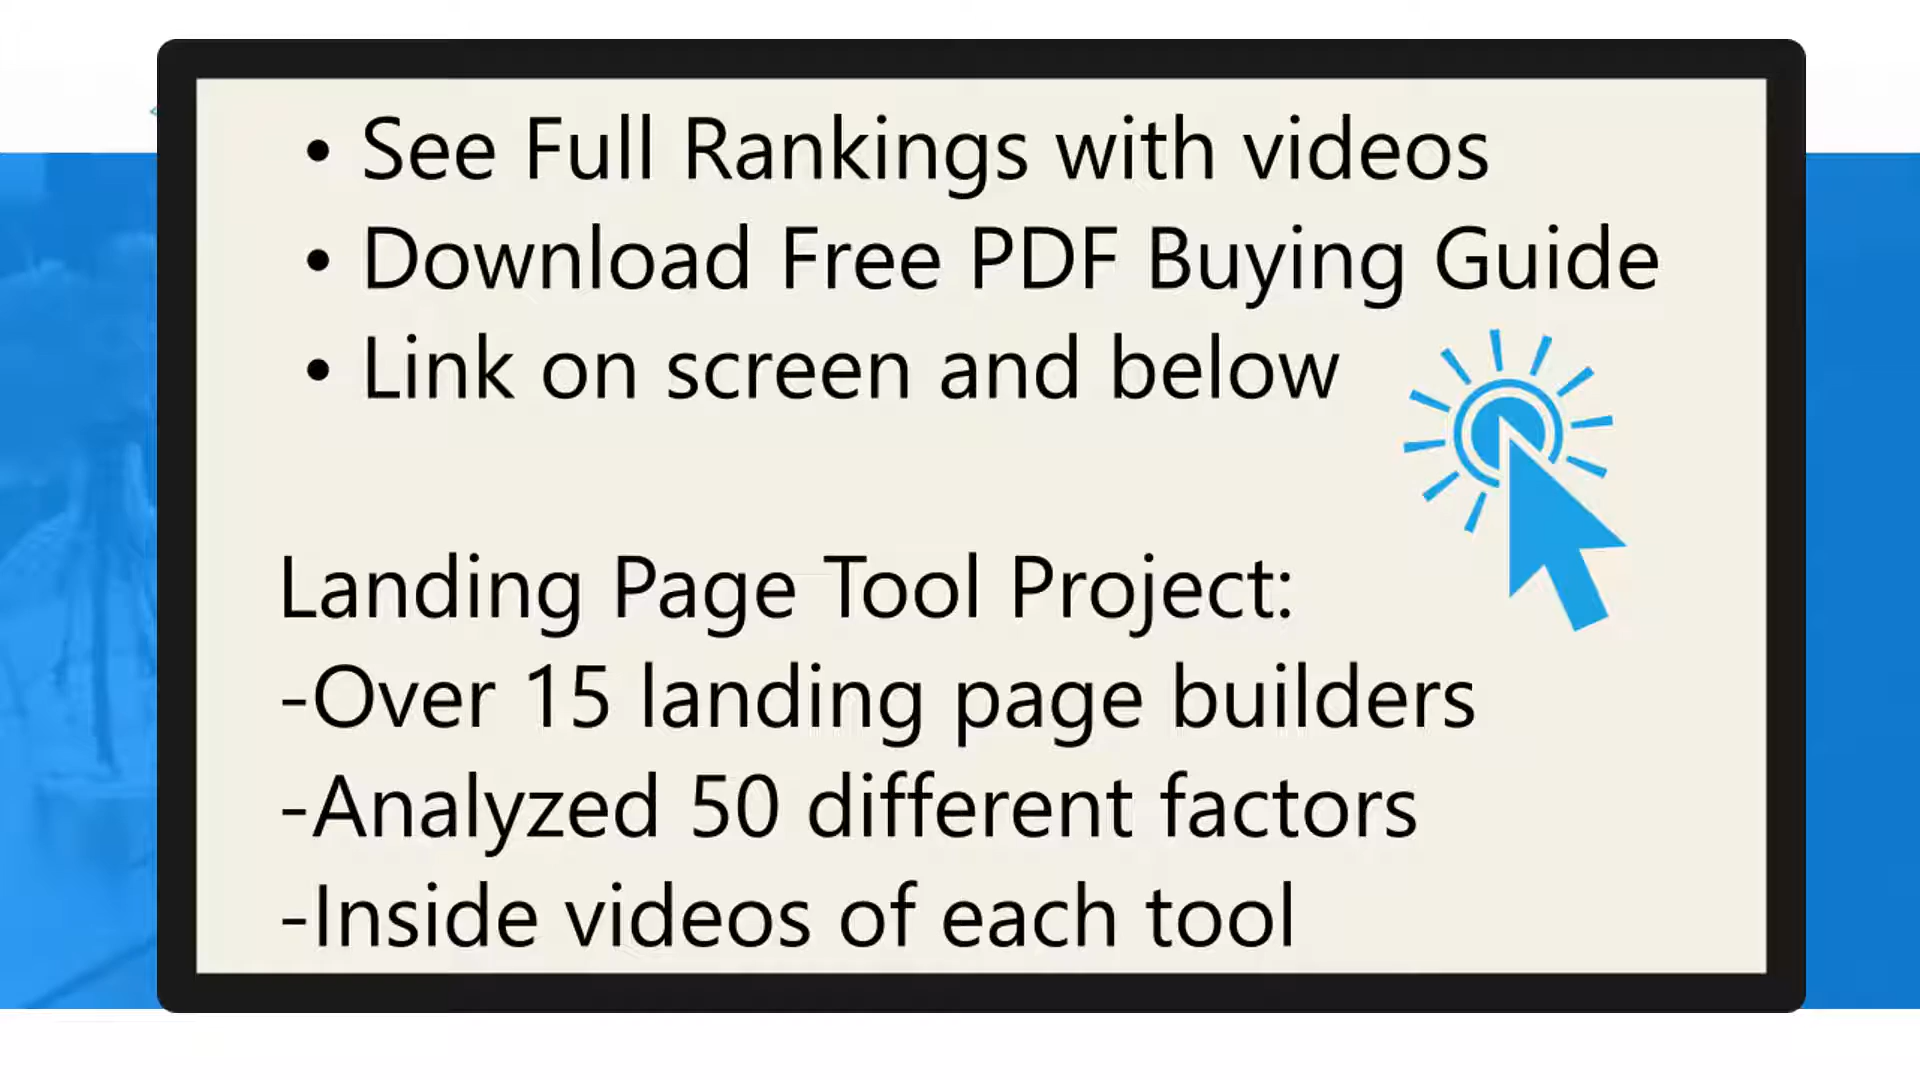 • See Full Rankings with videos
• Download Free PDF Buying Guide
• Link on screen and below
Landing Page Tool Project:
-Over 15 landing page builders
-Analyzed 50 different factors
-Inside videos of each tool